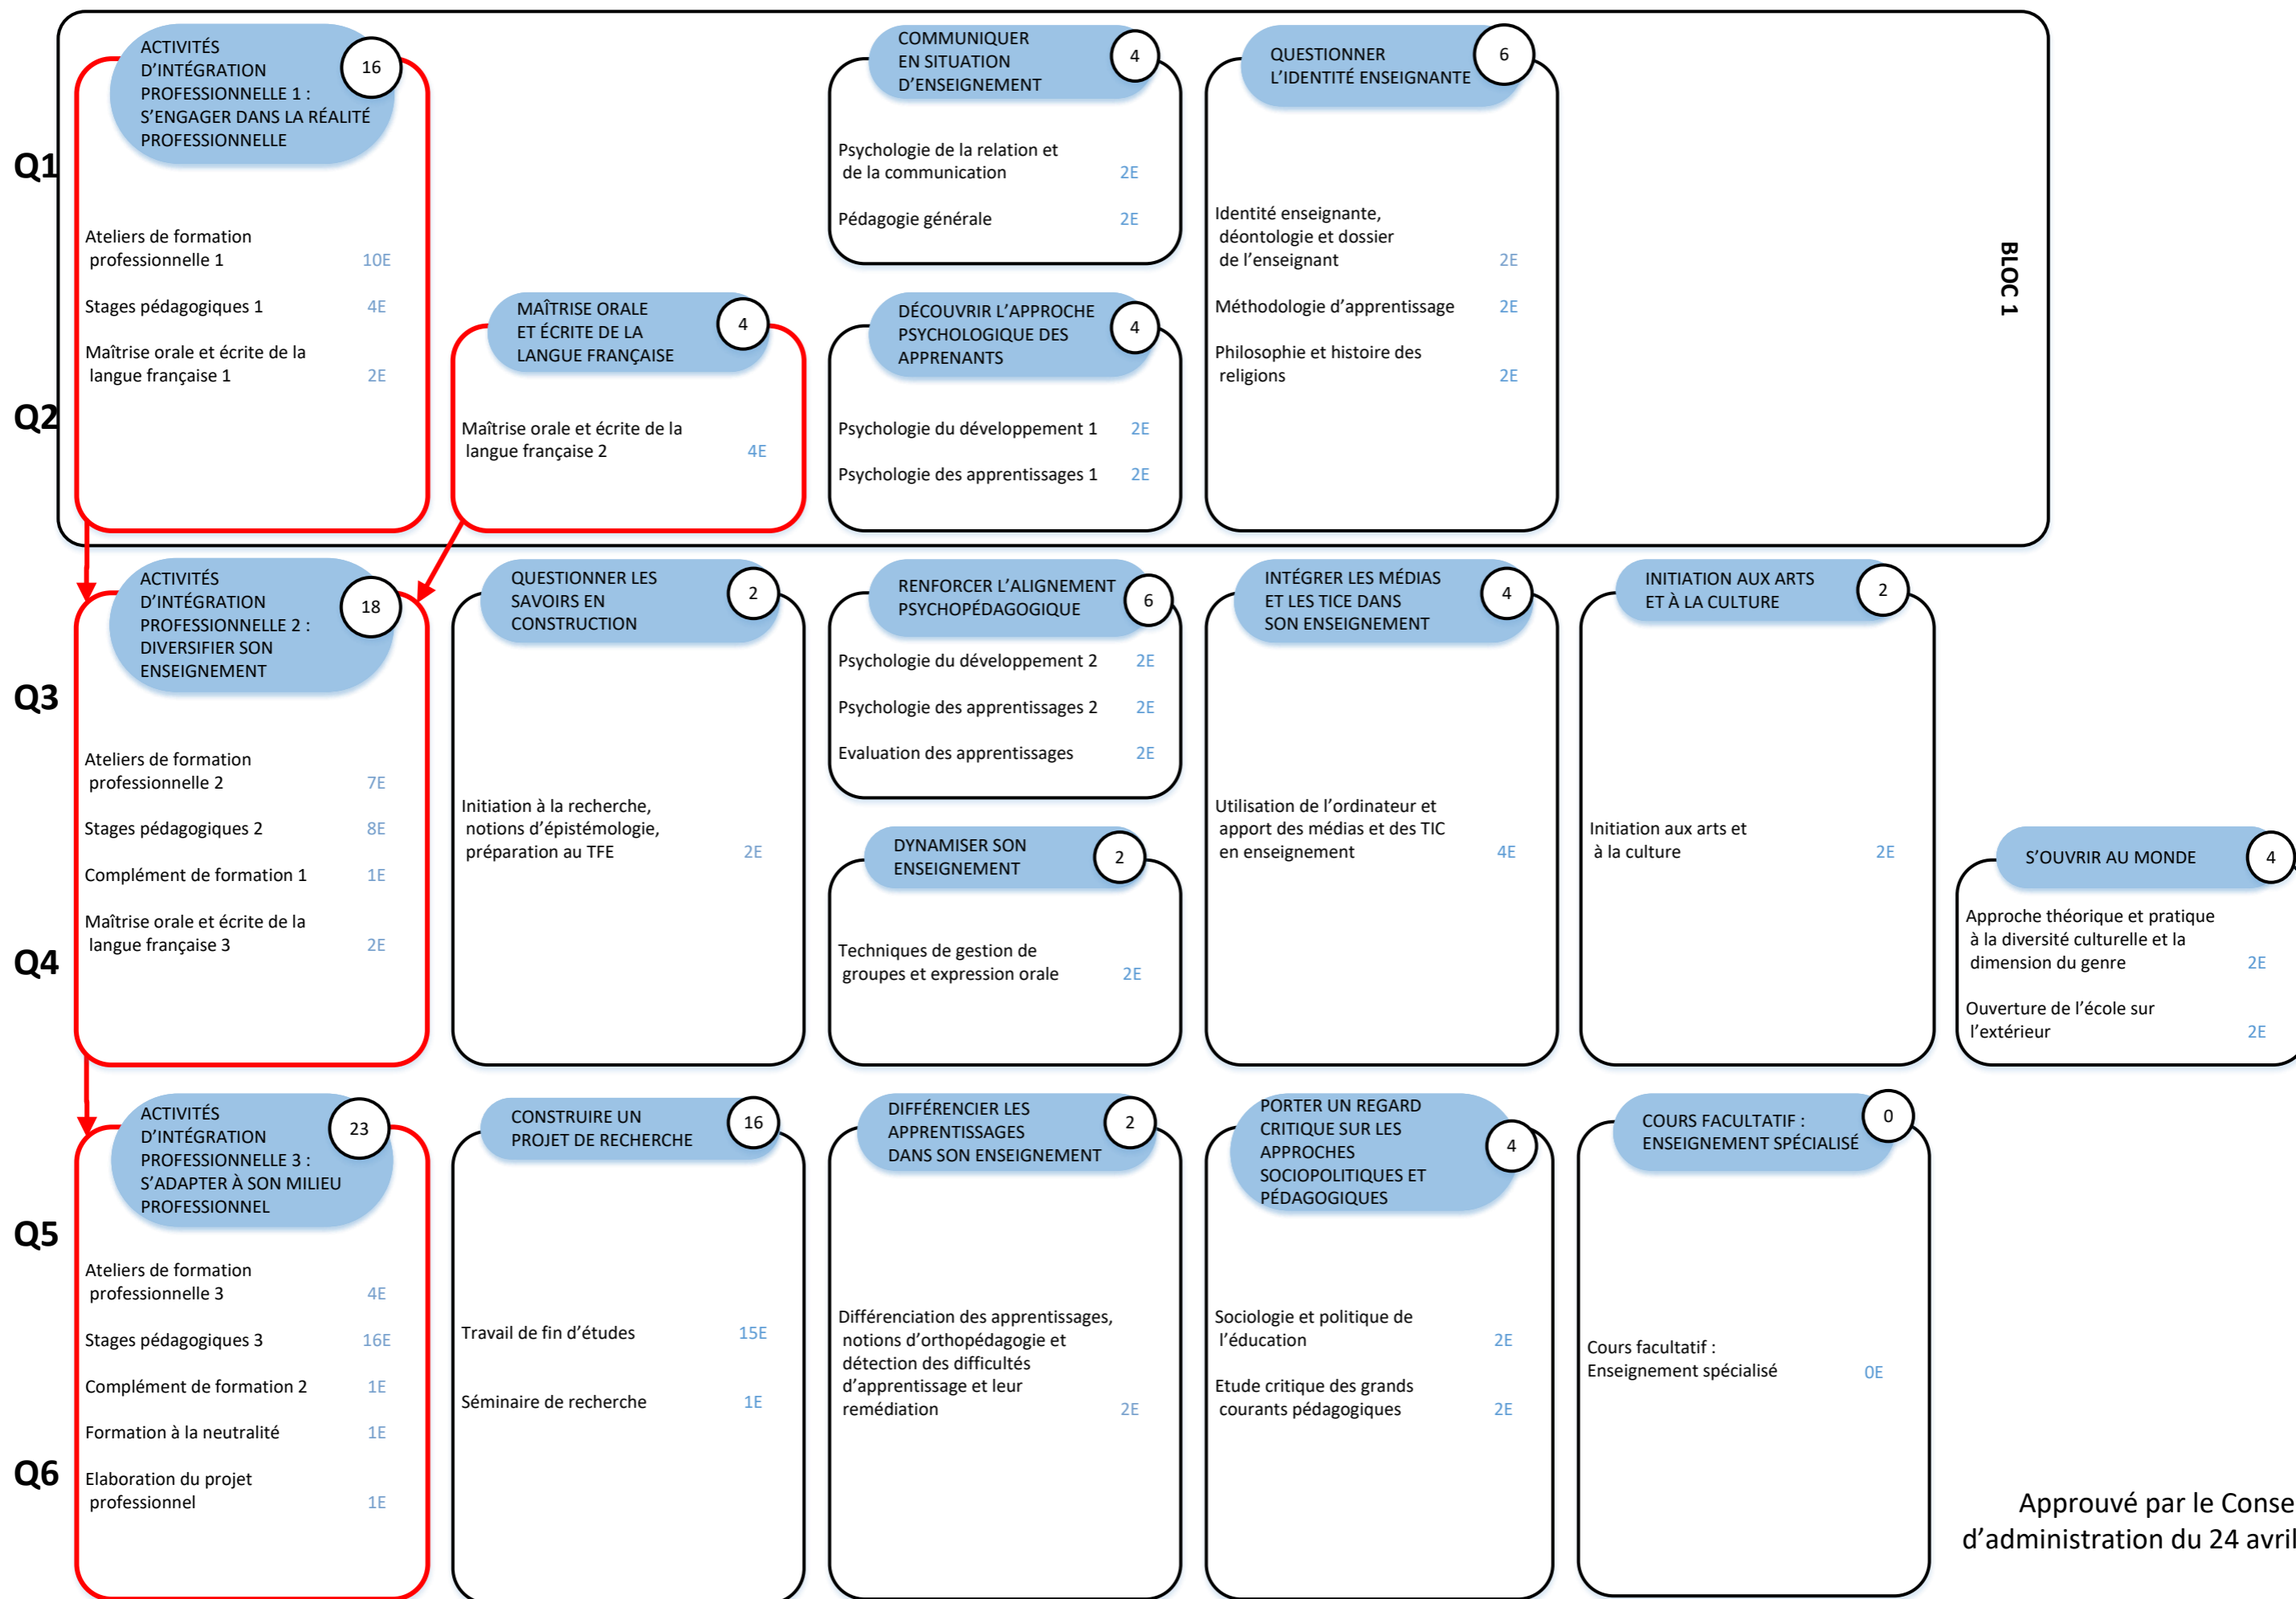 Q1
Q2
BLOC 1
ACTIVITÉS
D’INTÉGRATION
PROFESSIONNELLE 1 :
S’ENGAGER DANS LA RÉALITÉ
PROFESSIONNELLE
16
Ateliers de formation
professionnelle 1 10E
Stages pédagogiques 1 4E
Maîtrise orale et écrite de la
langue française 1 2E
MAÎTRISE ORALE
ET ÉCRITE DE LA
LANGUE FRANÇAISE
4
Maîtrise orale et écrite de la
langue française 2 4E
COMMUNIQUER
EN SITUATION
D’ENSEIGNEMENT
4
Psychologie de la relation et
de la communication 2E
Pédagogie générale 2E
DÉCOUVRIR L’APPROCHE
PSYCHOLOGIQUE DES
APPRENANTS
4
Psychologie du développement 1 2E
Psychologie des apprentissages 1 2E
QUESTIONNER
L’IDENTITÉ ENSEIGNANTE
6
Identité enseignante,
déontologie et dossier
de l’enseignant 2E
Méthodologie d’apprentissage 2E
Philosophie et histoire des
religions 2E
Q3
Q4
ACTIVITÉS
D’INTÉGRATION
PROFESSIONNELLE 2 :
DIVERSIFIER SON
ENSEIGNEMENT
18
Ateliers de formation
professionnelle 2 7E
Stages pédagogiques 2 8E
Complément de formation 1 1E
Maîtrise orale et écrite de la
langue française 3 2E
QUESTIONNER LES
SAVOIRS EN
CONSTRUCTION
2
Initiation à la recherche,
notions d’épistémologie,
préparation au TFE 2E
RENFORCER L’ALIGNEMENT
PSYCHOPÉDAGOGIQUE
6
Psychologie du développement 2 2E
Psychologie des apprentissages 2 2E
Evaluation des apprentissages 2E
DYNAMISER SON
ENSEIGNEMENT
2
Techniques de gestion de
groupes et expression orale 2E
INTÉGRER LES MÉDIAS
ET LES TICE DANS
SON ENSEIGNEMENT
4
Utilisation de l’ordinateur et
apport des médias et des TIC
en enseignement 4E
INITIATION AUX ARTS
ET À LA CULTURE
2
Initiation aux arts et
à la culture 2E
S’OUVRIR AU MONDE
4
Approche théorique et pratique
à la diversité culturelle et la
dimension du genre 2E
Ouverture de l’école sur
l’extérieur 2E
Q5
Q6
ACTIVITÉS
D’INTÉGRATION
PROFESSIONNELLE 3 :
S’ADAPTER À SON MILIEU
PROFESSIONNEL
23
Ateliers de formation
professionnelle 3 4E
Stages pédagogiques 3 16E
Complément de formation 2 1E
Formation à la neutralité 1E
Elaboration du projet
professionnel 1E
CONSTRUIRE UN
PROJET DE RECHERCHE
16
Travail de fin d’études 15E
Séminaire de recherche 1E
DIFFÉRENCIER LES
APPRENTISSAGES
DANS SON ENSEIGNEMENT
2
Différenciation des apprentissages,
notions d’orthopédagogie et
détection des difficultés
d’apprentissage et leur
remédiation 2E
PORTER UN REGARD
CRITIQUE SUR LES
APPROCHES
SOCIOPOLITIQUES ET
PÉDAGOGIQUES
4
Sociologie et politique de
l’éducation 2E
Etude critique des grands
courants pédagogiques 2E
COURS FACULTATIF :
ENSEIGNEMENT SPÉCIALISÉ
0
Cours facultatif :
Enseignement spécialisé 0E
Approuvé par le Conse
d’administration du 24 avril